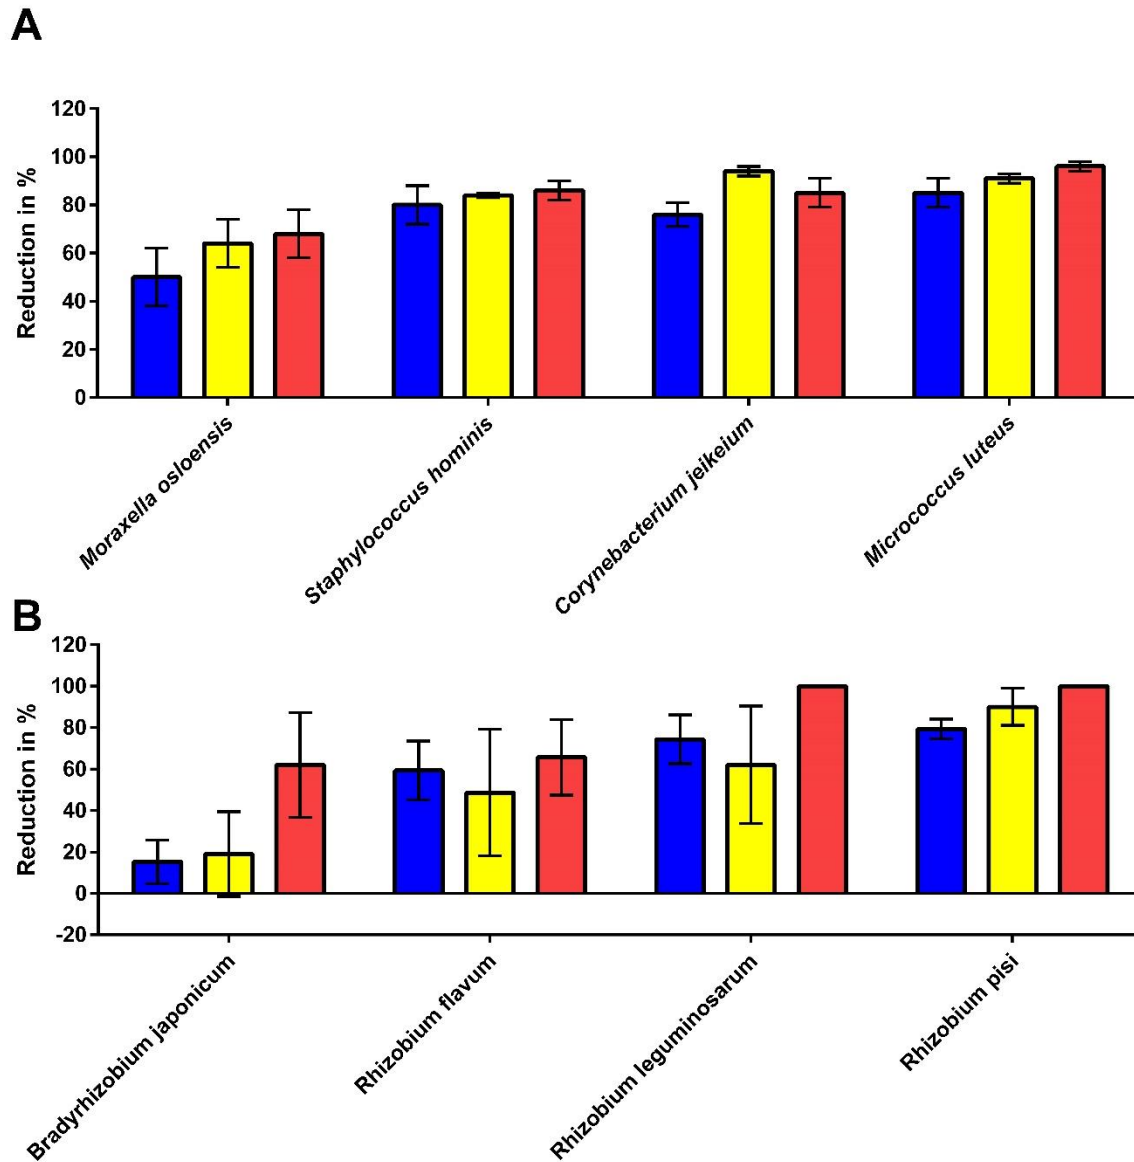 A
120
100
80
60
40
20
0
Reduction in %
Moraxella osloensis
Staphylococcus hominis
Corynebacterium jeikeium
Micrococcus luteus
B
120
100
80
60
40
20
0
-20
Reduction in %
Bradyrhizobium japonicum
Rhizobium flavum
Rhizobium leguminosarum
Rhizobium pisi